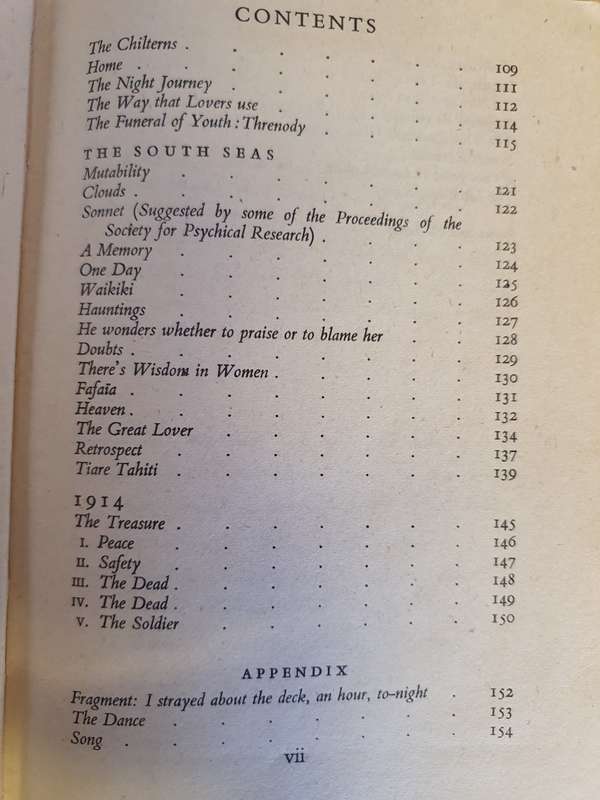 CONTENTS
The Chilterns . . . . . . 109
Home . . . . . . . 111
The Night Journey . . . . . 112
The Way that Lovers use . . . . 114
The Funeral of Youth: Threnody . . . 115
THE SOUTH SEAS
Mutability . . . . . . 121
Clouds . . . . . . . 122
Sonnet (Suggested by some of the Proceedings of the
Society for Psychical Research) . . . . 123
A Memory . . . . . . 124
One Day . . . . . . 125
Waikiki . . . . . . 126
Hauntings . . . . . . 127
He wonders whether to praise or to blame her . . 128
Doubts . . . . . . . 129
There's Wisdom in Women . . . . . 130
Fafaïa . . . . . . . 131
Heaven . . . . . . . 132
The Great Lover . . . . . 134
Retrospect . . . . . . 137
Tiare Tahiti . . . . . . 139
1914
The Treasure . . . . . . 145
I. Peace . . . . . . 146
II. Safety . . . . . . 147
III. The Dead . . . . . . 148
IV. The Dead . . . . . . 149
V. The Soldier . . . . . 150
APPENDIX
Fragment: I strayed about the deck, an hour, to-night . 152
The Dance . . . . . . 153
Song . . . . . . . 154
vii